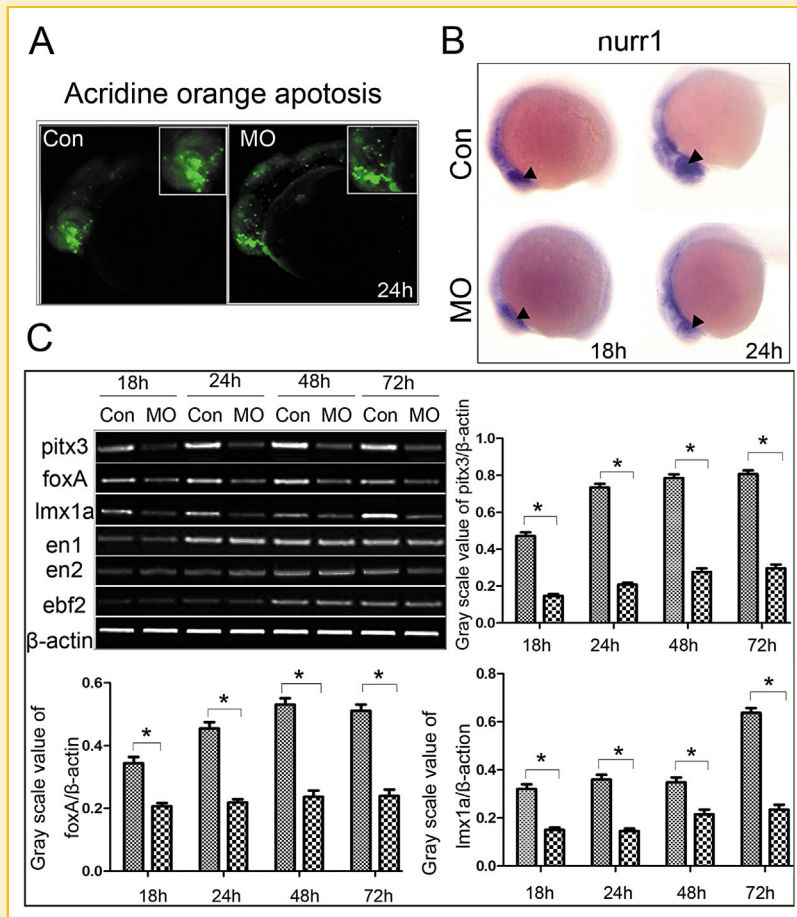 A
Acridine orange apotosis
Con
MO
24h
B
nurr1
Con
MO
18h
24h
C
18h 24h 48h 72h
Con MO Con MO Con MO Con MO
pitx3
foxA
lmx1a
en1
en2
ebf2
β-actin
Gray scale value of pitx3/β-actin
1.0
0.8
0.6
0.4
0.2
0.0
* * * *
18h 24h 48h 72h
Gray scale value of
foxA/β-actin
0.6
0.4
0.2
0.0
* * * *
18h 24h 48h 72h
Gray scale value of
lmx1a/β-action
0.8
0.6
0.4
0.2
0.0
* * * *
18h 24h 48h 72h